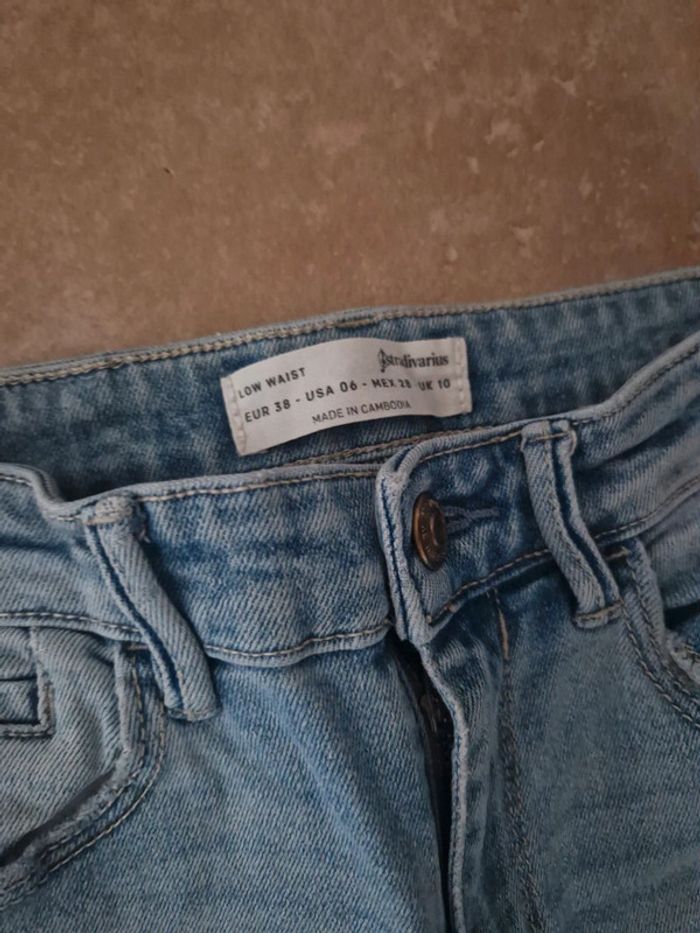 LOW WAIST stradivarius
EUR 38 - USA 06 - MEX 28 UK 10
MADE IN CAMBODIA